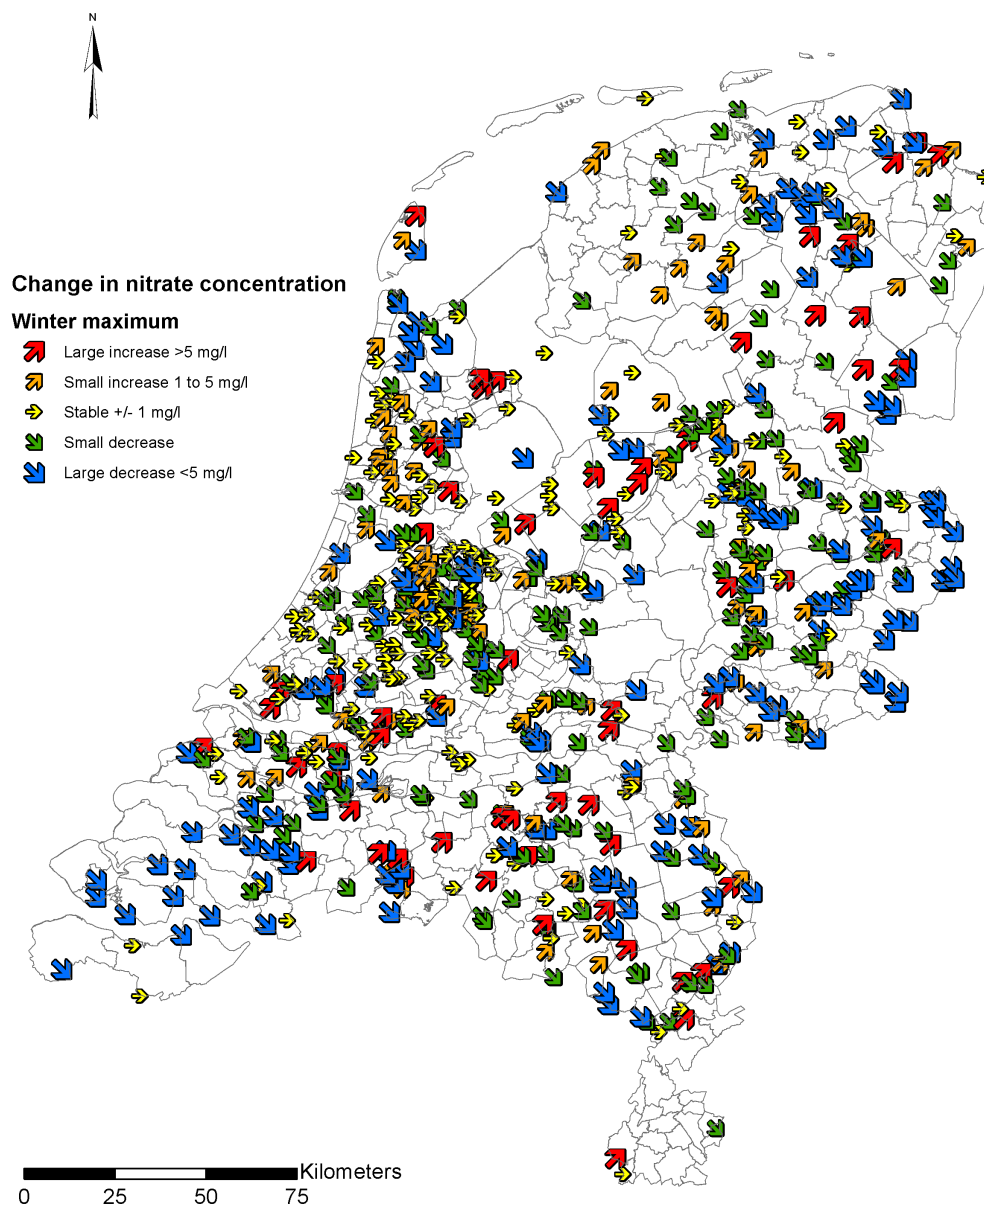 N
Change in nitrate concentration
Winter maximum
Large increase >5 mg/l
Small increase 1 to 5 mg/l
Stable +/- 1 mg/l
Small decrease
Large decrease <5 mg/l
Kilometers
0 25 50 75